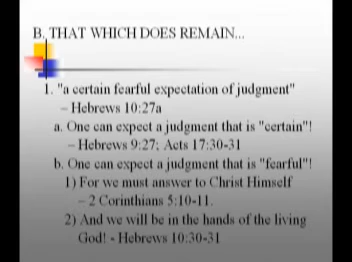 B. THAT WHICH DOES REMAIN...
1. "a certain fearful expectation of judgment"
– Hebrews 10:27a
a. One can expect a judgment that is "certain"!
– Hebrews 9:27; Acts 17:30-31
b. One can expect a judgment that is "fearful"!
1) For we must answer to Christ Himself
– 2 Corinthians 5:10-11.
2) And we will be in the hands of the living
God! - Hebrews 10:30-31